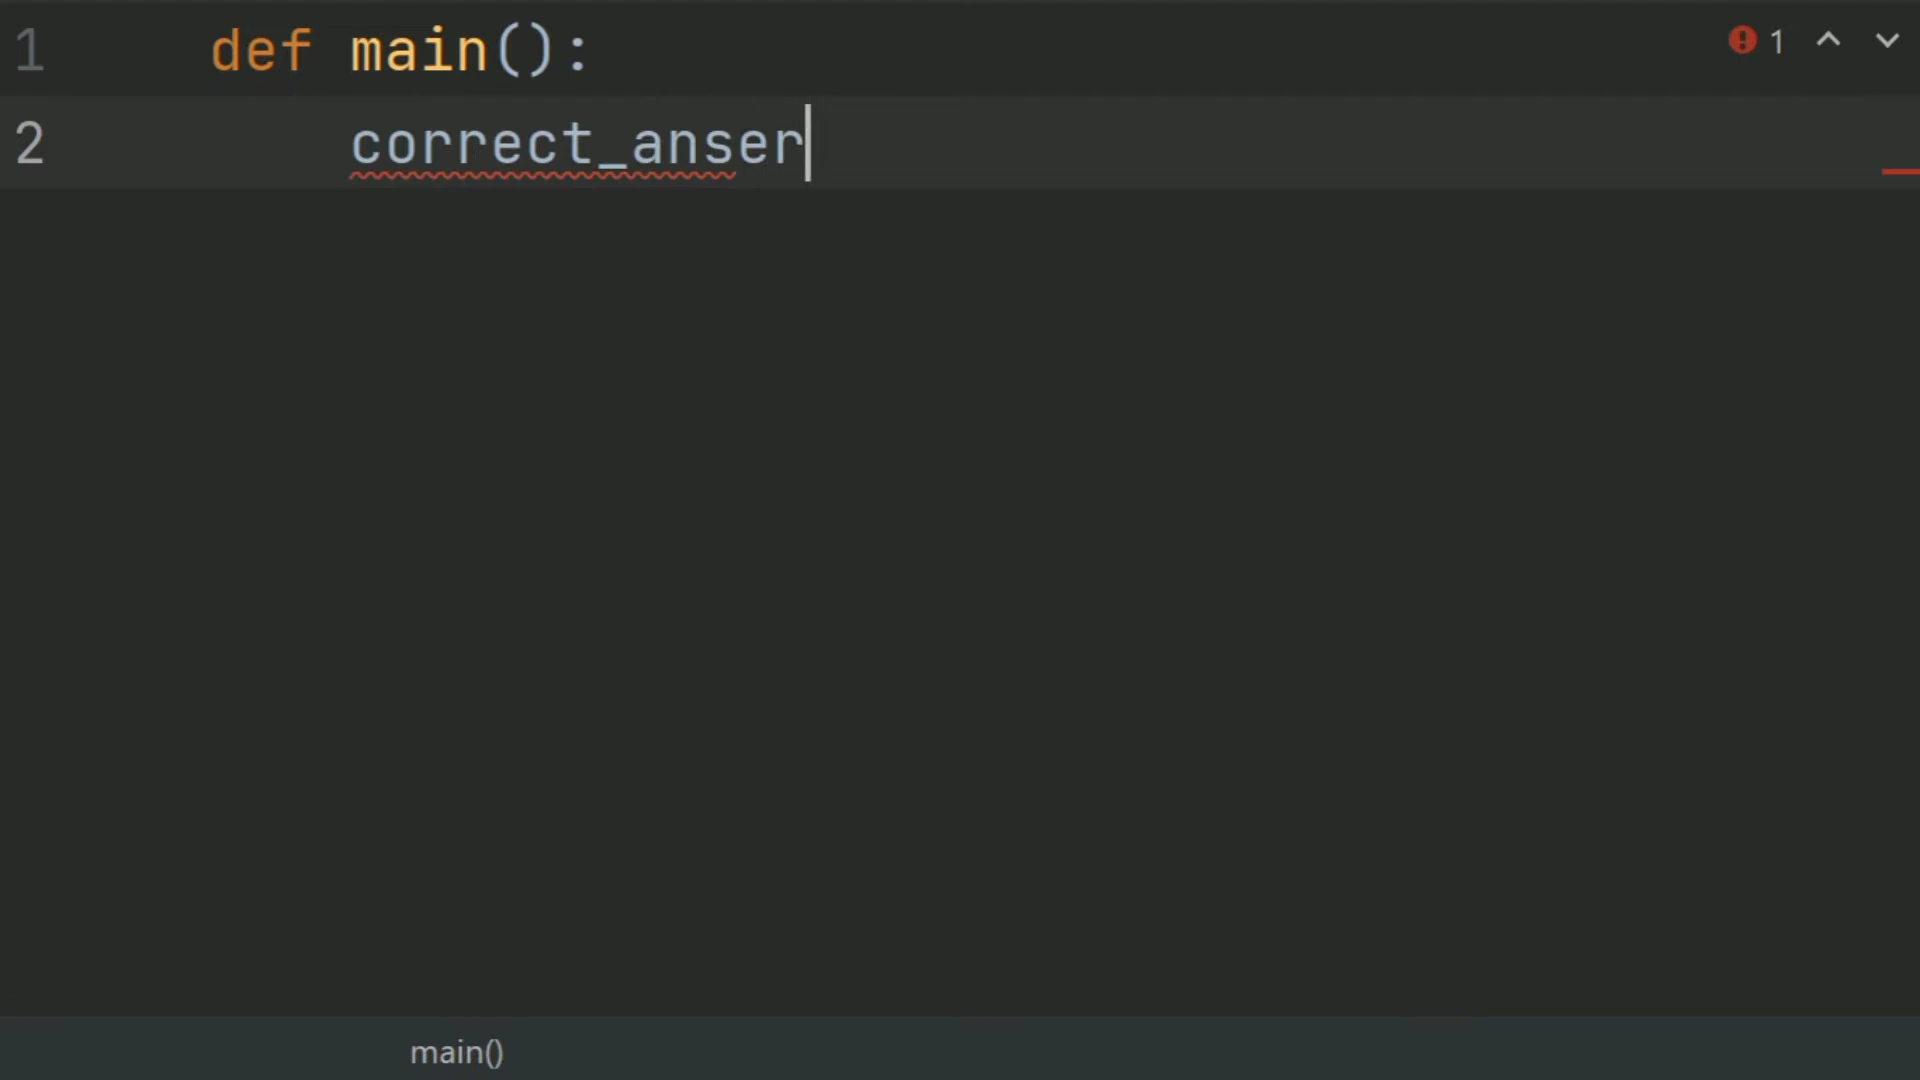 1 def main(): 1
2 correct_anser
main()